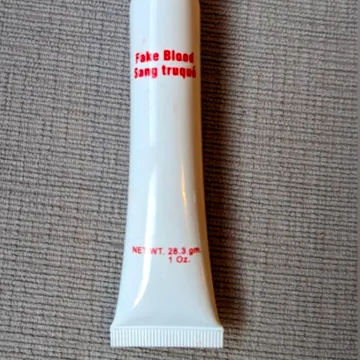 Fake Blood
Sang truqué
NET WT. 28.3 gm.
1 Oz.